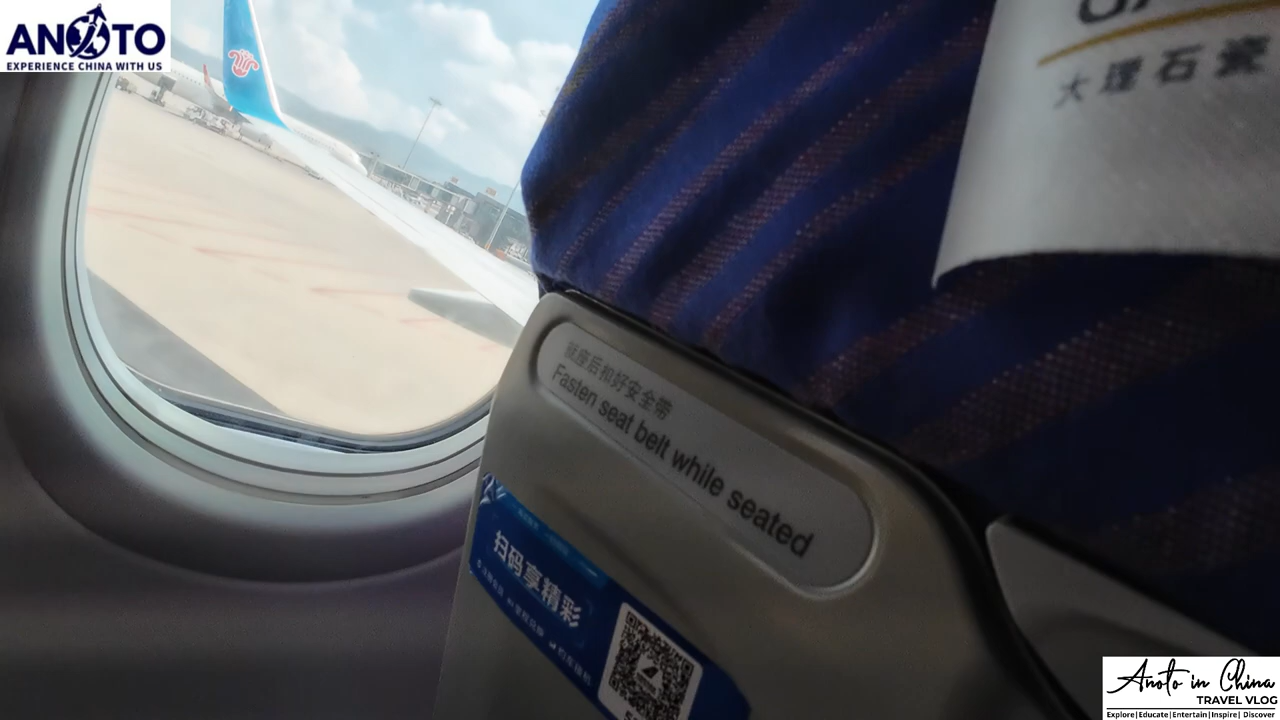 ANOTO
EXPERIENCE CHINA WITH US
大理石瓷
就座后扣好安全带
Fasten seat belt while seated
扫码享精彩
Anoto in China
TRAVEL VLOG
Explore|Educate|Entertain|Inspire| Discover